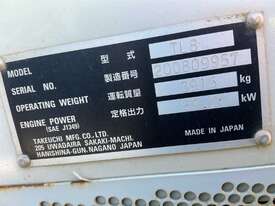 MODEL 型式 TL8
SERIAL NO. 製造番号 200809957
OPERATING WEIGHT 運転質量 kg
ENGINE POWER 定格出力 kW
(SAE J1349)
TAKEUCHI MFG.CO.,LTD.
205 UWADAIRA SAKAKI-MACHI.
HANISHINA-GUN.NAGANO JAPAN
MADE IN JAPAN